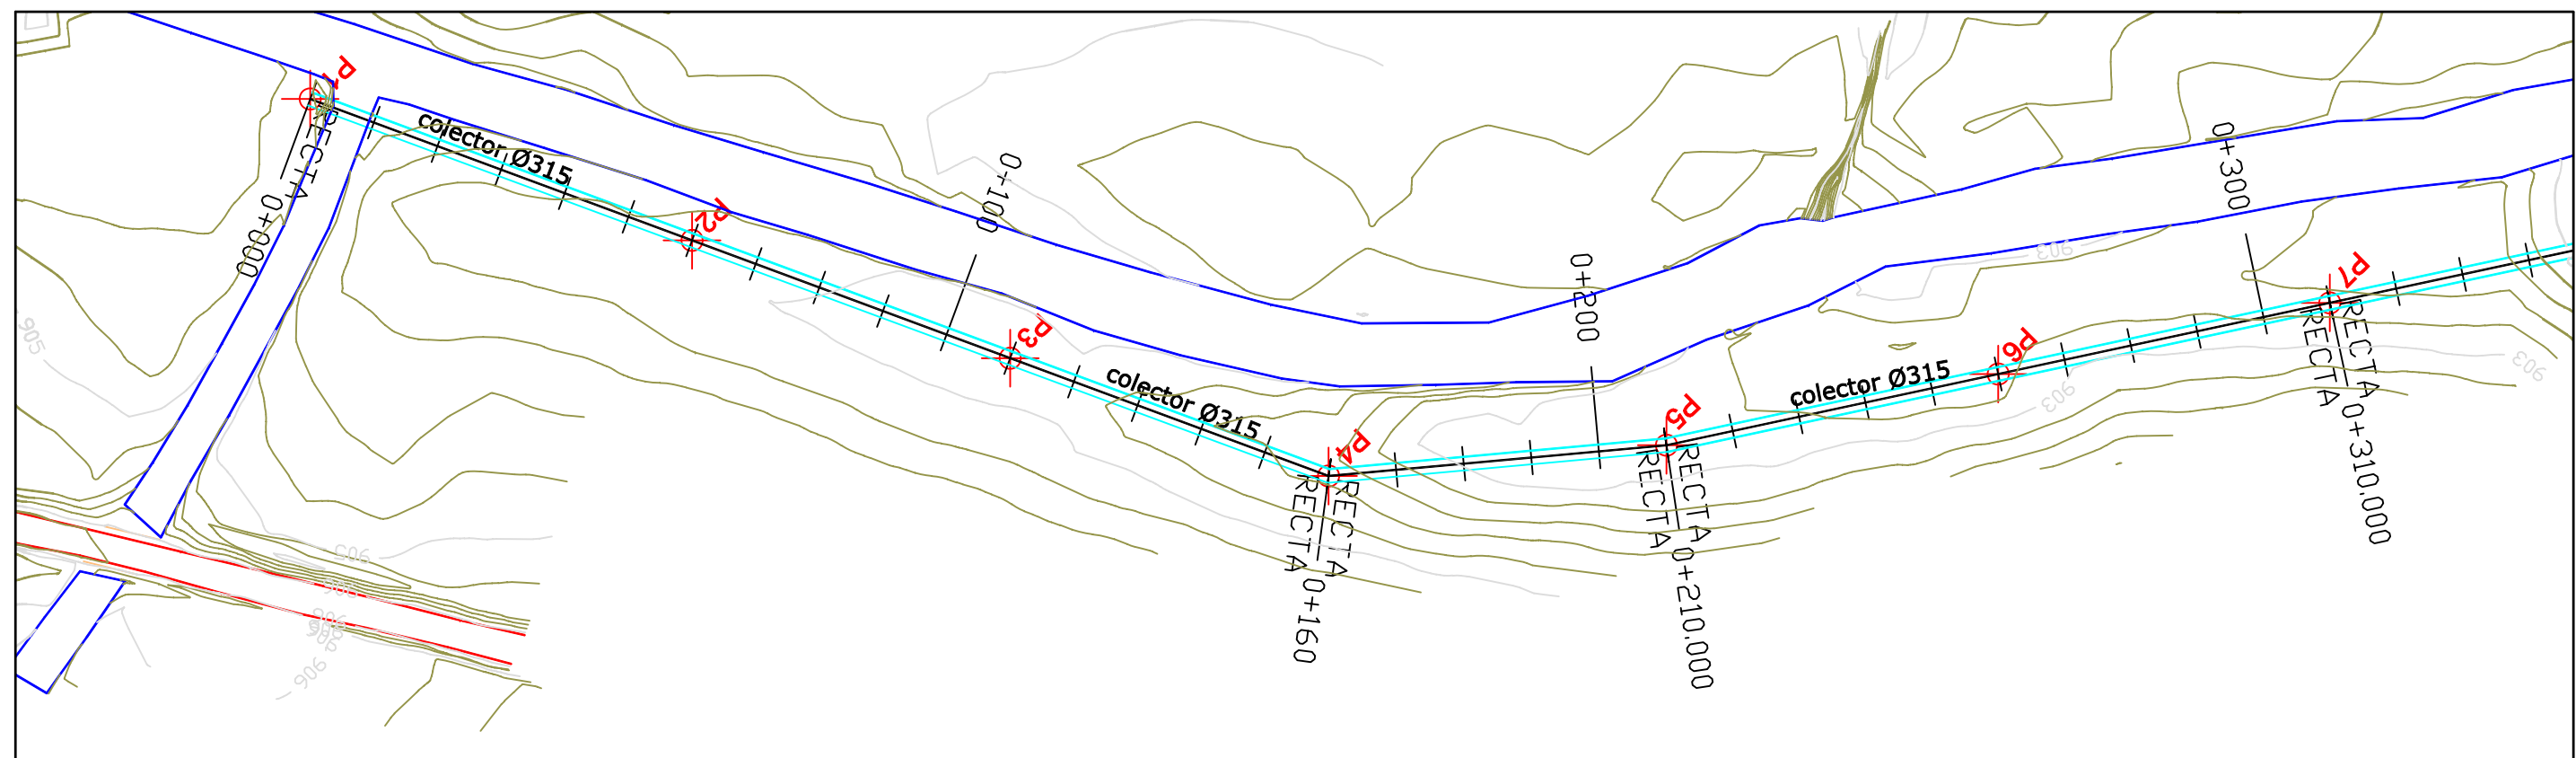 P1
RECTA
0+000
colector Ø315
P2
0+100
P3
colector Ø315
P4
RECTA
RECTA
0+160
0+200
P5
RECTA
RECTA
0+210.000
colector Ø315
P6
0+300
P7
RECTA
RECTA
0+310.000
905
903
906
906
903
903
903